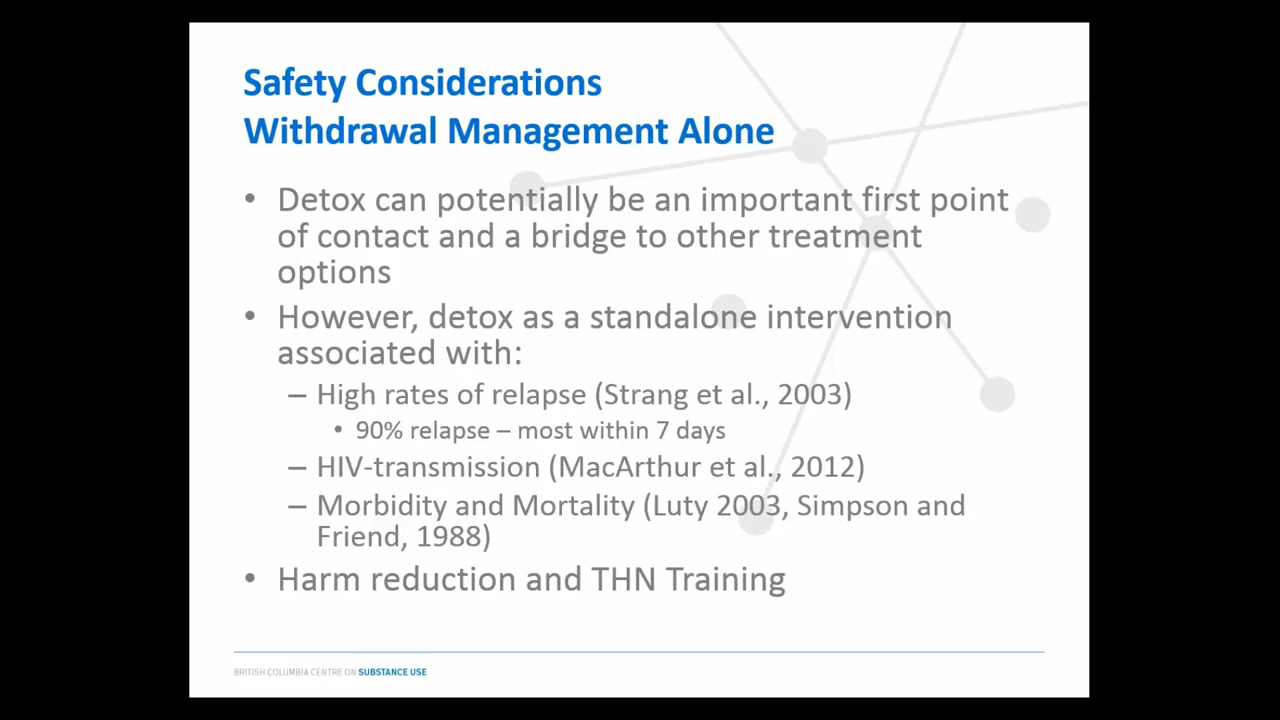 Safety Considerations
Withdrawal Management Alone
• Detox can potentially be an important first point
of contact and a bridge to other treatment
options
• However, detox as a standalone intervention
associated with:
– High rates of relapse (Strang et al., 2003)
• 90% relapse – most within 7 days
– HIV-transmission (MacArthur et al., 2012)
– Morbidity and Mortality (Luty 2003, Simpson and
Friend, 1988)
• Harm reduction and THN Training
BRITISH COLUMBIA CENTRE ON SUBSTANCE USE